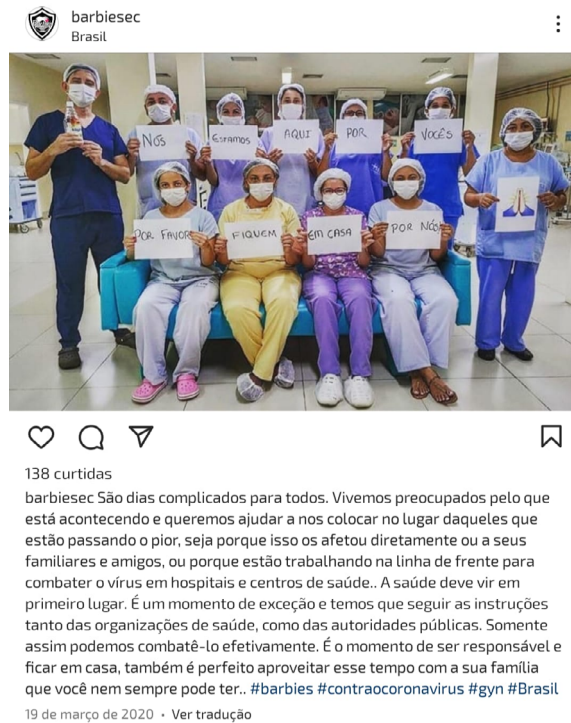 barbiesec
Brasil
NÓS
ESTAMOS
AQUI
POR
VOCÊS
POR FAVOR
FIQUEM
EM CASA
POR NÓS
138 curtidas
barbiesec São dias complicados para todos. Vivemos preocupados pelo que
está acontecendo e queremos ajudar a nos colocar no lugar daqueles que
estão passando o pior, seja porque isso os afetou diretamente ou a seus
familiares e amigos, ou porque estão trabalhando na linha de frente para
combater o vírus em hospitais e centros de saúde.. A saúde deve vir em
primeiro lugar. É um momento de exceção e temos que seguir as instruções
tanto das organizações de saúde, como das autoridades públicas. Somente
assim podemos combatê-lo efetivamente. É o momento de ser responsável e
ficar em casa, também é perfeito aproveitar esse tempo com a sua família
que você nem sempre pode ter.. #barbies #contraocoronavirus #gyn #Brasil
19 de março de 2020 • Ver tradução